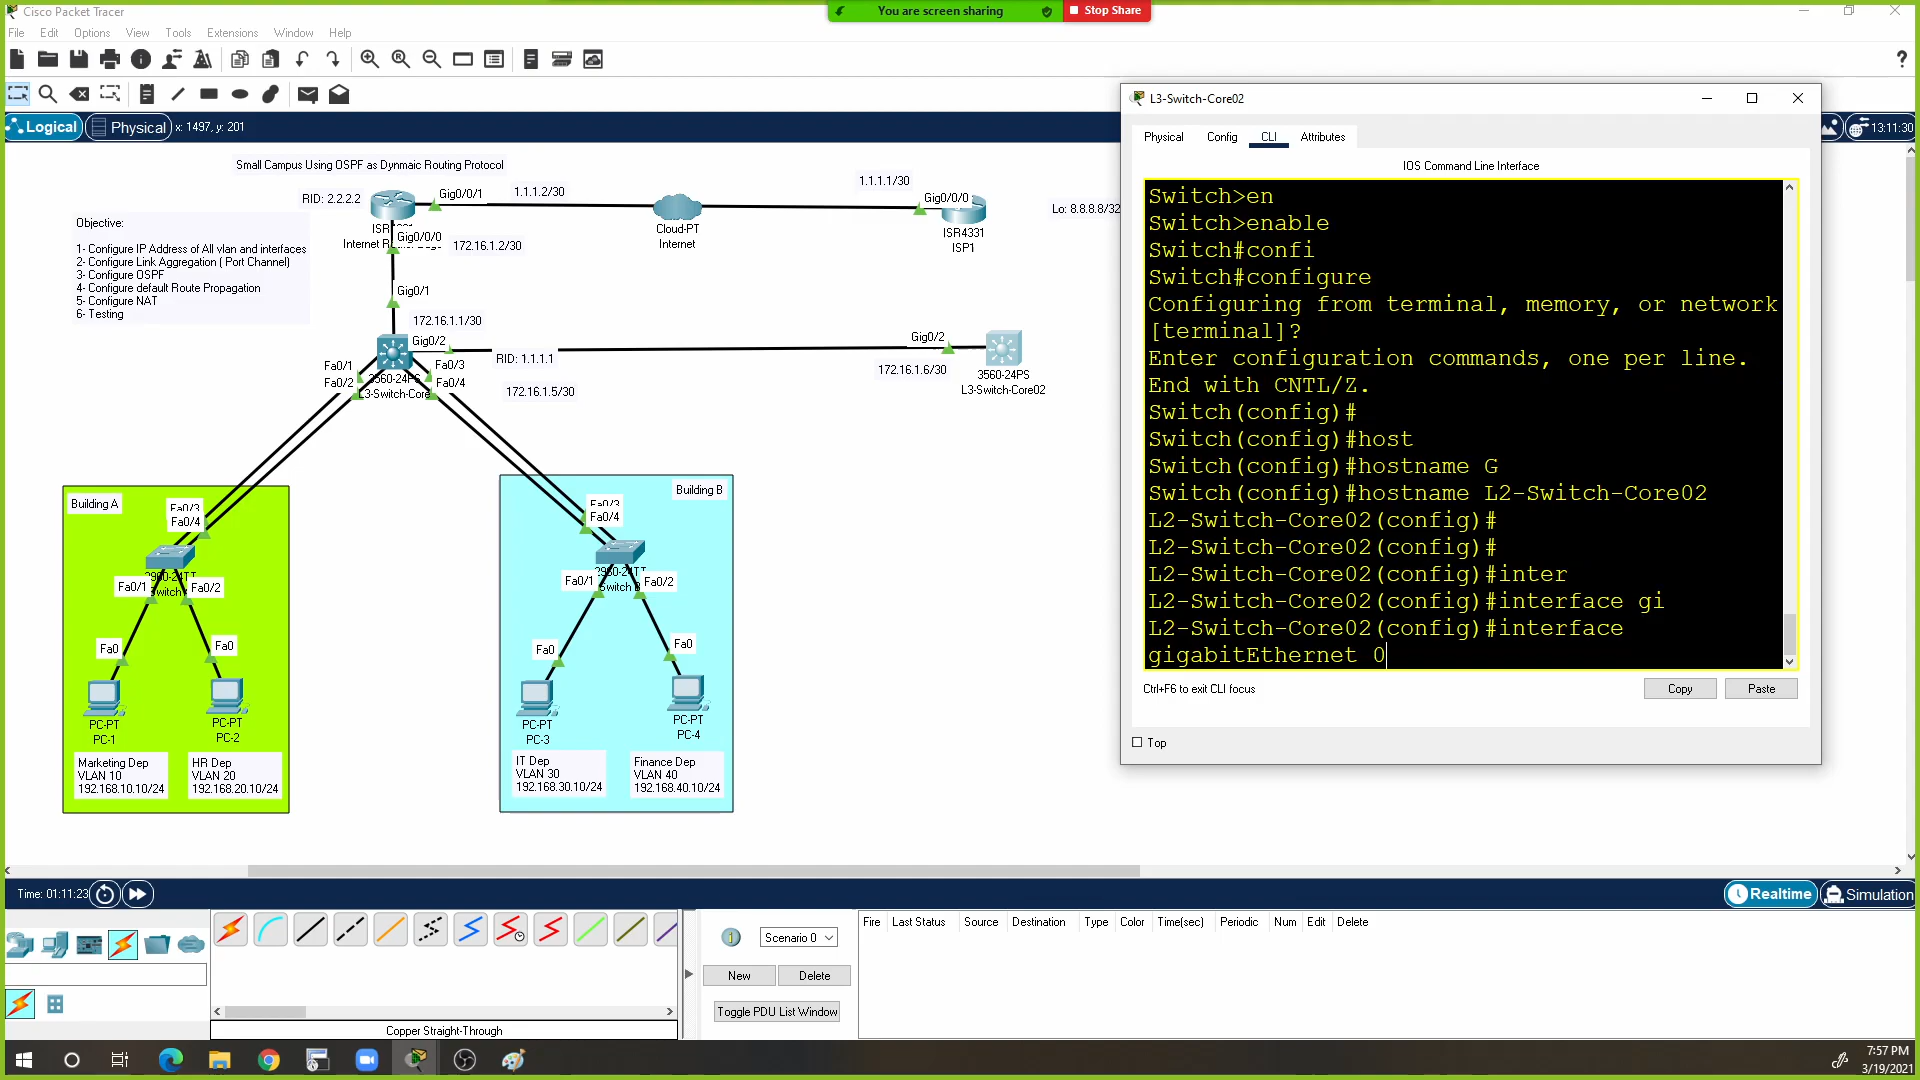 Cisco Packet Tracer
You are screen sharing
Stop Share
File Edit Options View Tools Extensions Window Help
Logical
Physical
x: 1497, y: 201
13:11:30
Small Campus Using OSPF as Dynmaic Routing Protocol
RID: 2.2.2.2
Gig0/0/1
1.1.1.2/30
1.1.1.1/30
Gig0/0/0
Lo: 8.8.8.8/32
Objective:
1- Configure IP Address of All vlan and interfaces
2- Configure Link Aggregation ( Port Channel)
3- Configure OSPF
4- Configure default Route Propagation
5- Configure NAT
6- Testing
Gig0/0/0
172.16.1.2/30
Cloud-PT
Internet
ISR4331
ISP1
Gig0/1
172.16.1.1/30
Gig0/2
RID: 1.1.1.1
172.16.1.5/30
Gig0/2
172.16.1.6/30
3560-24PS
L3-Switch-Core02
Fa0/1
Fa0/2
Fa0/3
Fa0/4
3560-24PS
L3-Switch-Core
Building A
Fa0/3
Fa0/4
Fa0/1
Fa0/2
Fa0
Fa0
PC-PT
PC-1
PC-PT
PC-2
Marketing Dep
VLAN 10
192.168.10.10/24
HR Dep
VLAN 20
192.168.20.10/24
Building B
Fa0/3
Fa0/4
Fa0/1
Fa0/2
Fa0
Fa0
PC-PT
PC-3
PC-PT
PC-4
IT Dep
VLAN 30
192.168.30.10/24
Finance Dep
VLAN 40
192.168.40.10/24
L3-Switch-Core02
Physical Config CLI Attributes
IOS Command Line Interface
Switch>en
Switch>enable
Switch#confi
Switch#configure
Configuring from terminal, memory, or network
[terminal]?
Enter configuration commands, one per line.
End with CNTL/Z.
Switch(config)#
Switch(config)#host
Switch(config)#hostname G
Switch(config)#hostname L2-Switch-Core02
L2-Switch-Core02(config)#
L2-Switch-Core02(config)#
L2-Switch-Core02(config)#inter
L2-Switch-Core02(config)#interface gi
L2-Switch-Core02(config)#interface
gigabitEthernet 0
Ctrl+F6 to exit CLI focus
Copy
Paste
Top
Time: 01:11:23
Realtime
Simulation
Scenario 0
New
Delete
Toggle PDU List Window
Fire Last Status Source Destination Type Color Time(sec) Periodic Num Edit Delete
Copper Straight-Through
7:57 PM
3/19/2021